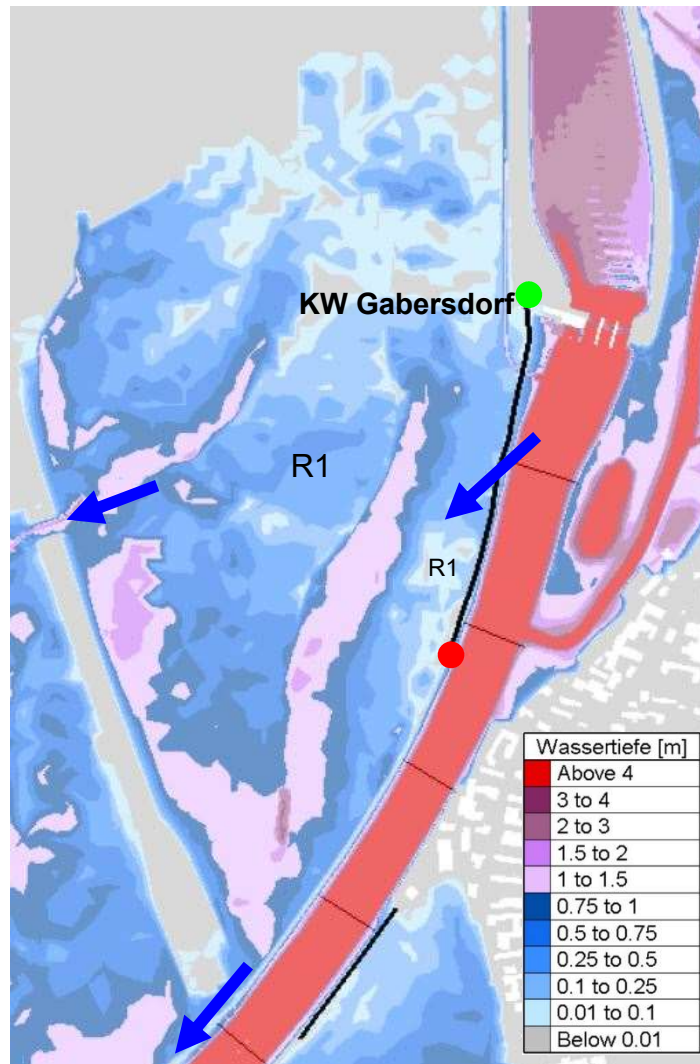 KW Gabersdorf
R1
R1
Wassertiefe [m]
Above 4
3 to 4
2 to 3
1.5 to 2
1 to 1.5
0.75 to 1
0.5 to 0.75
0.25 to 0.5
0.1 to 0.25
0.01 to 0.1
Below 0.01